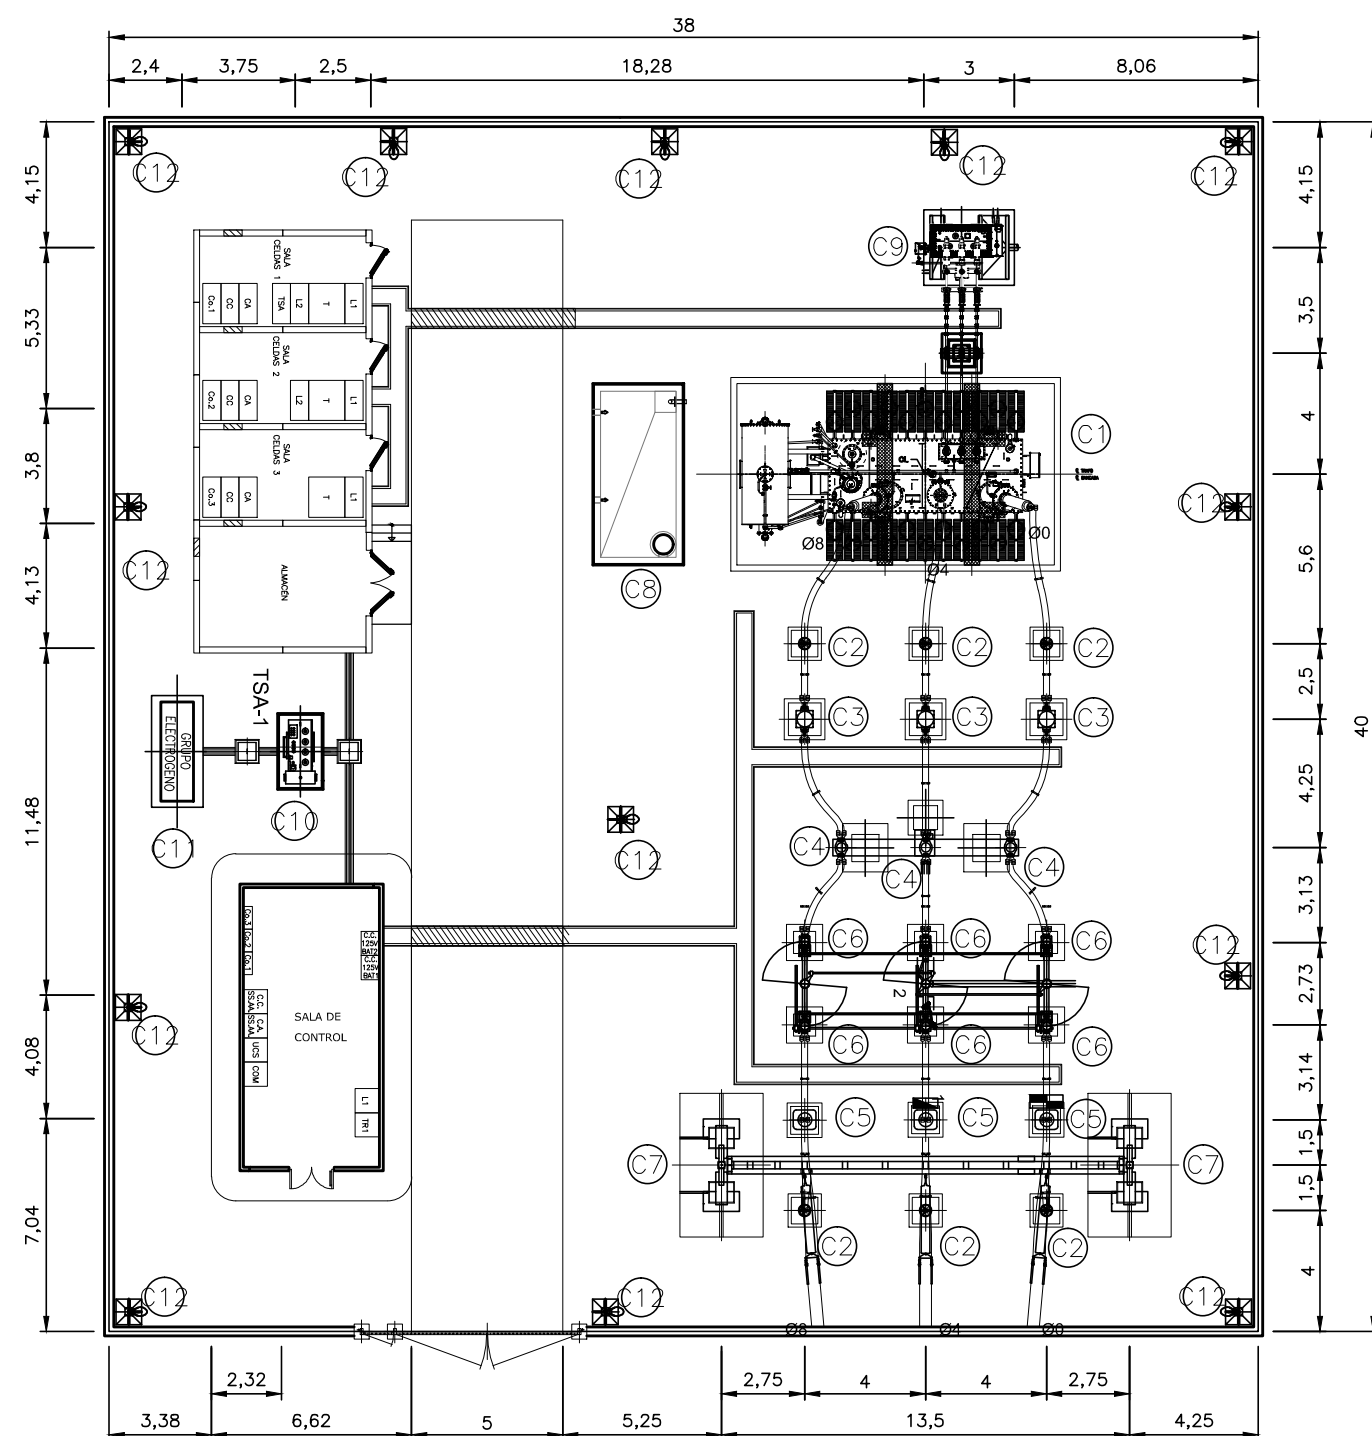 38
2,4
3,75
2,5
18,28
3
8,06
4,15
5,33
3,8
4,13
11,48
4,08
7,04
4,15
3,5
4
5,6
2,5
4,25
3,13
2,73
3,14
1,5
1,5
4
40
C12
C12
C12
C12
C12
C9
SALA
CELDAS 1
Co.1
CC
CA
TSA
L2
T
L1
SALA
CELDAS 2
Co.2
CC
CA
L2
T
L1
SALA
CELDAS 3
Co.3
CC
CA
T
L1
C1
C12
C12
Ø8
Ø4
Ø0
ALMACÉN
C8
C2
C2
C2
TSA-1
GRUPO
ELECTROGENO
C3
C3
C3
C10
C11
C12
C4
C4
C4
Co.3
Co.2
Co.1
C.C.
125V
BAT2
C.C.
125V
BAT1
C6
C6
C6
C12
2
C.C.
SS.AA.
C.A.
SS.AA.
UCS
COM
SALA DE
CONTROL
C12
C6
C6
C6
L1
TR1
C5
C5
C5
C7
C7
C2
C2
C2
C12
C12
C12
Ø8
Ø4
Ø0
2,32
2,75
4
4
2,75
3,38
6,62
5
5,25
13,5
4,25